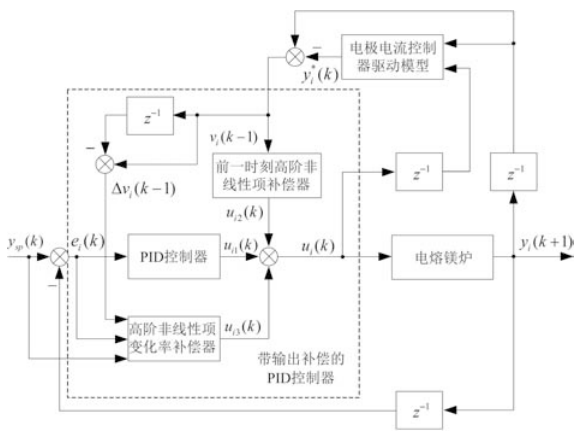 电极电流控制
器驱动模型
−
y_i^*(k)
z^{-1}
−
v_i(k−1)
Δv_i(k−1)
前一时刻高阶非
线性项补偿器
z^{-1}
z^{-1}
u_{i2}(k)
y_{sp}(k)
e_i(k)
PID控制器
u_{i1}(k)
u_i(k)
电熔镁炉
y_i(k+1)
−
高阶非线性项
变化率补偿器
u_{i3}(k)
带输出补偿的
PID控制器
z^{-1}